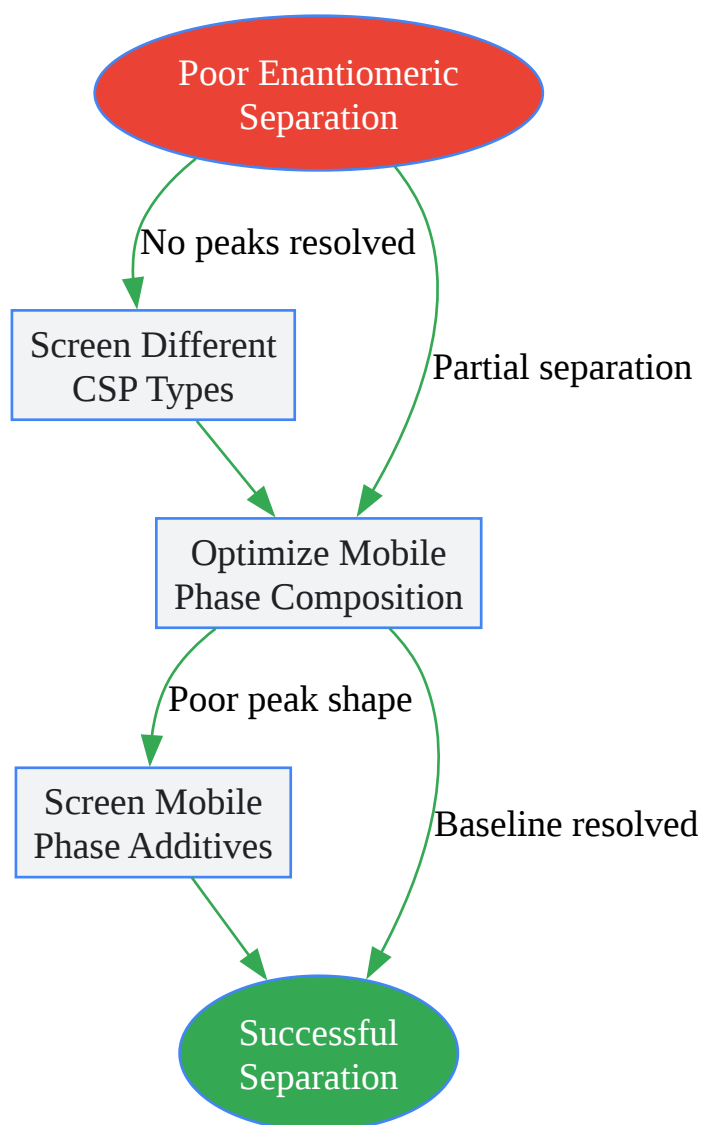 Poor Enantiomeric
Separation
No peaks resolved
Screen Different
CSP Types
Partial separation
Optimize Mobile
Phase Composition
Poor peak shape
Screen Mobile
Phase Additives
Baseline resolved
Successful
Separation